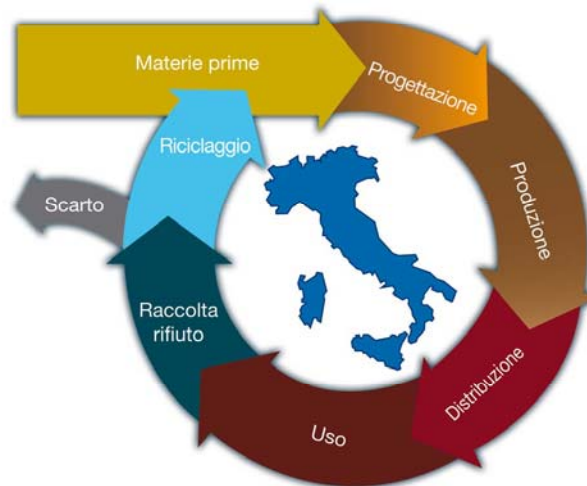 Materie prime
Progettazione
Produzione
Distribuzione
Uso
Raccolta
rifiuto
Riciclaggio
Scarto